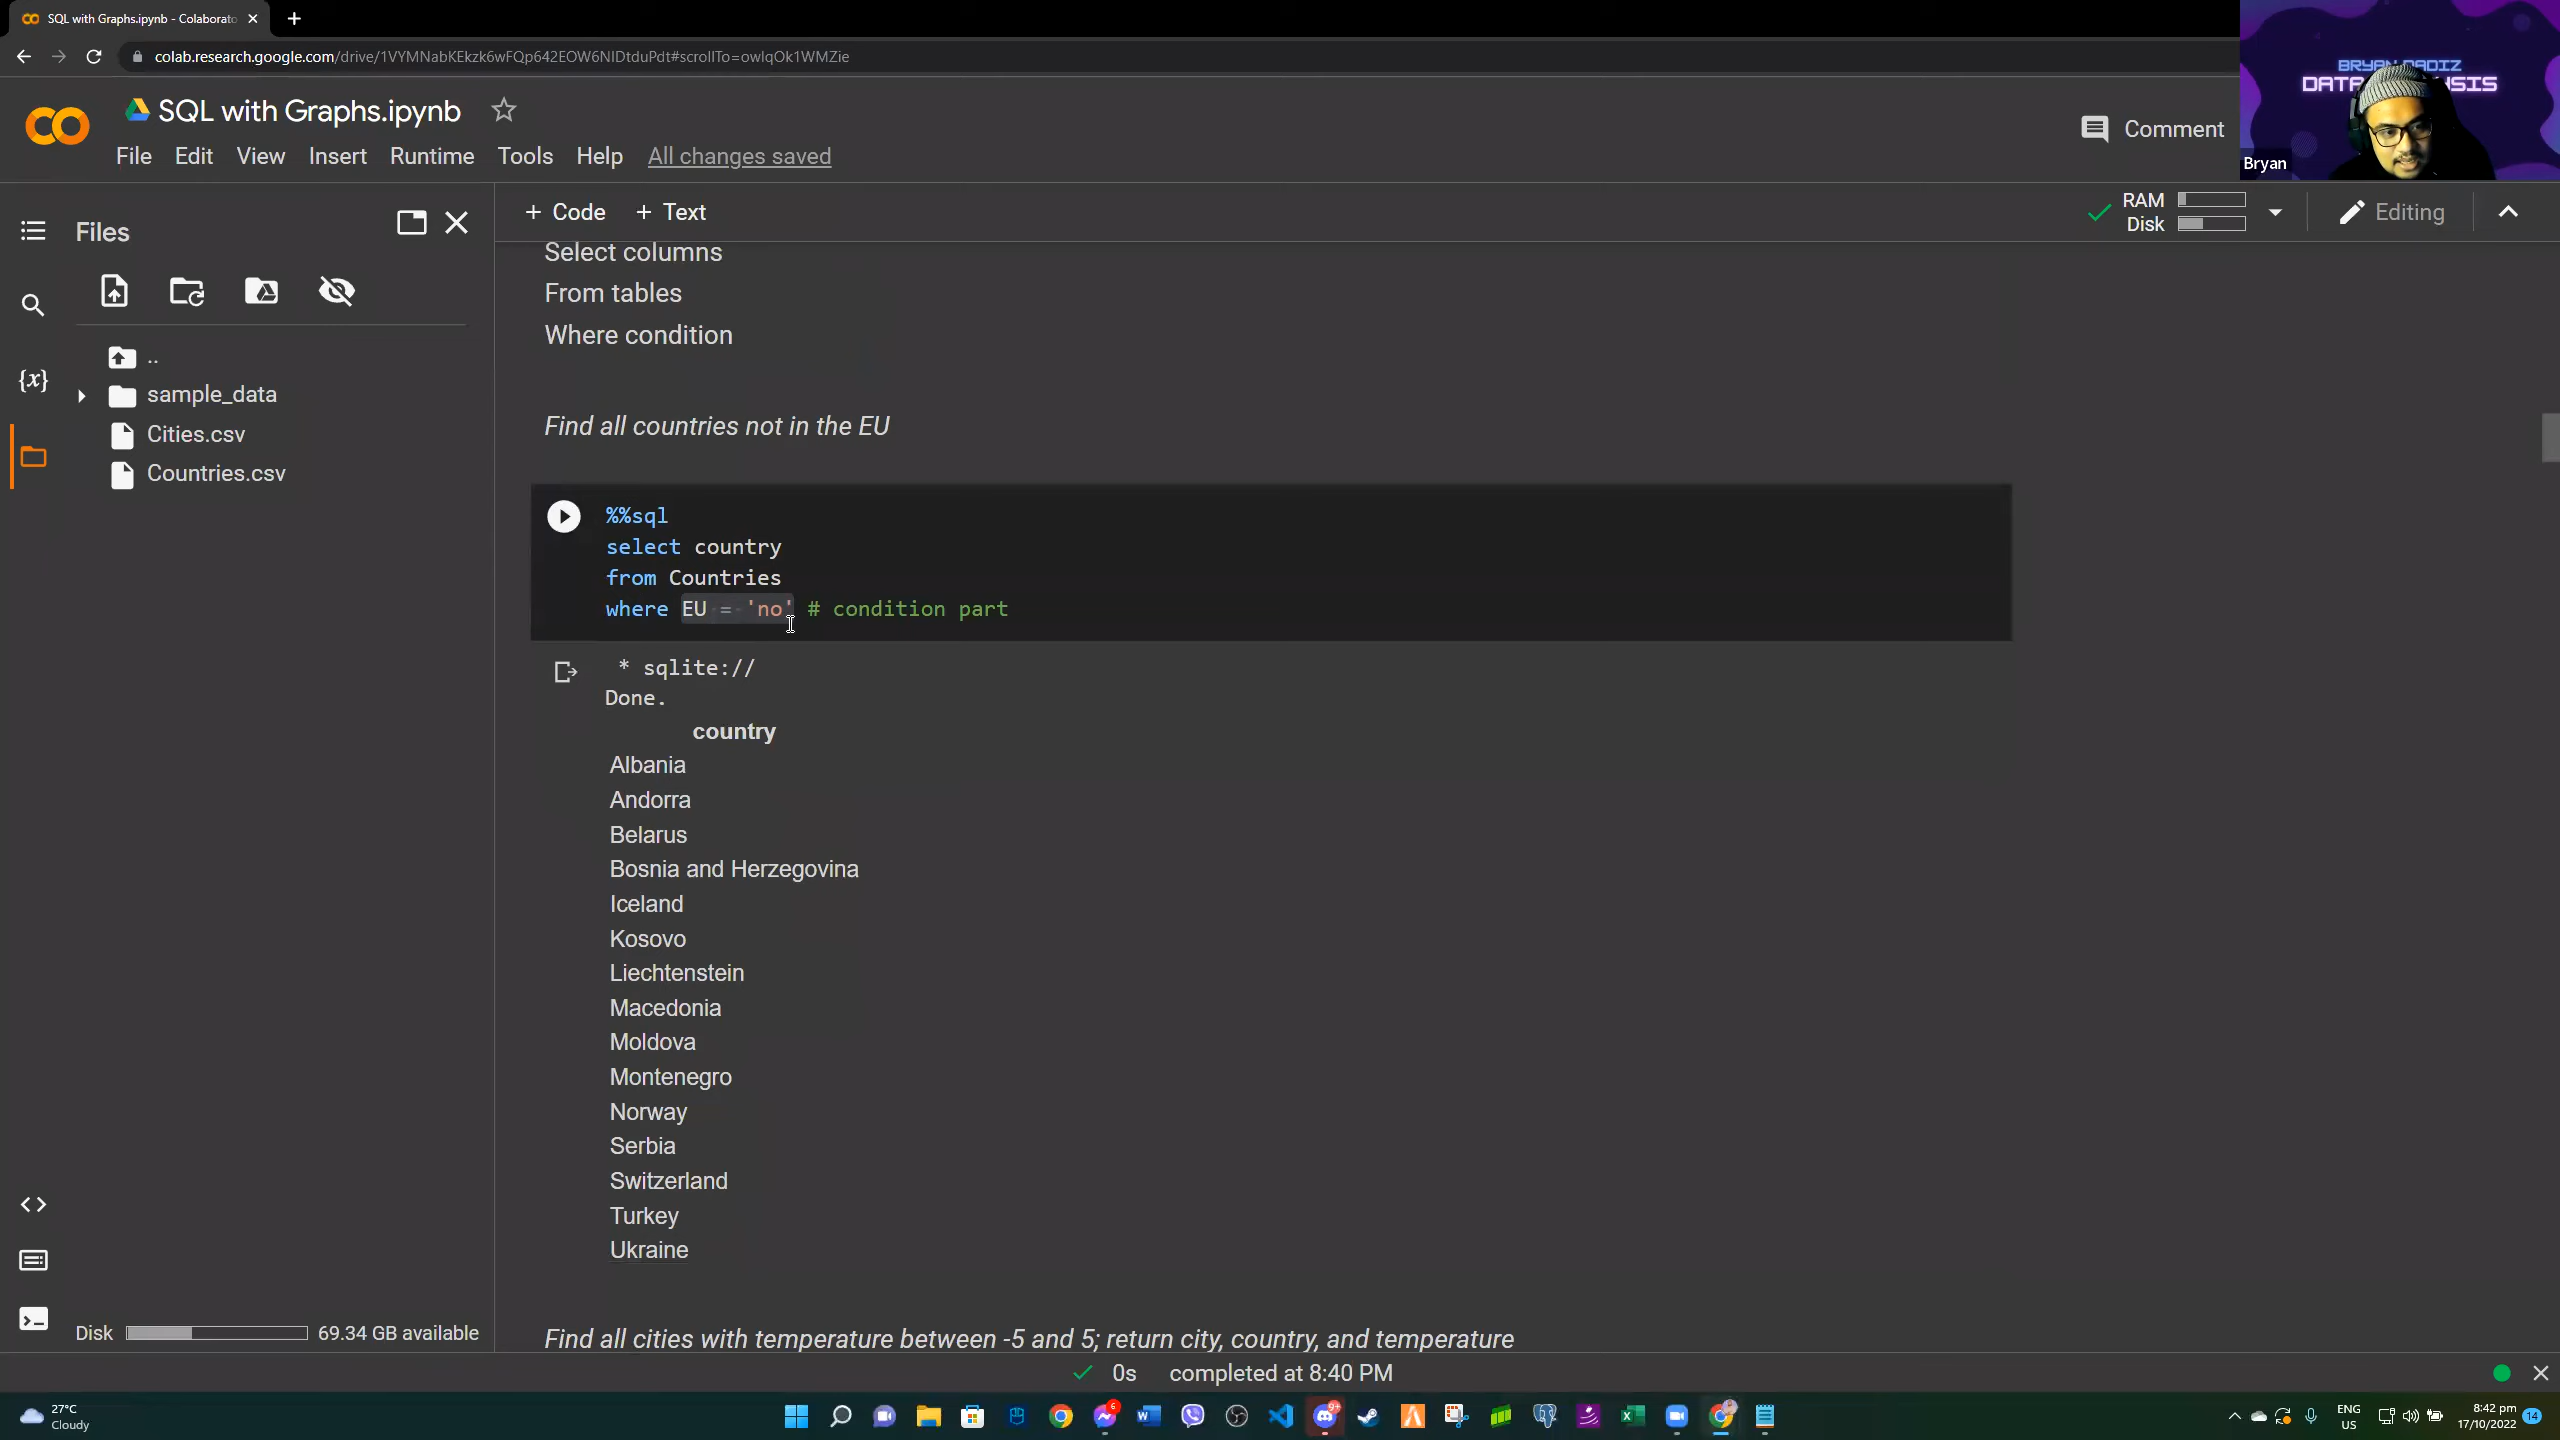 SQL with Graphs.ipynb - Colaborato
colab.research.google.com/drive/1VYMNabKEkzk6wFQp642EOW6NIDtduPdt#scrollTo=owlqOk1WMZie
SQL with Graphs.ipynb
File Edit View Insert Runtime Tools Help All changes saved
Comment
BRYAN DADIZ
Bryan
Files
+ Code + Text
RAM
Disk
Editing
..
sample_data
Cities.csv
Countries.csv
Select columns
From tables
Where condition
Find all countries not in the EU
%%sql
select country
from Countries
where EU = 'no' # condition part
* sqlite://
Done.
country
Albania
Andorra
Belarus
Bosnia and Herzegovina
Iceland
Kosovo
Liechtenstein
Macedonia
Moldova
Montenegro
Norway
Serbia
Switzerland
Turkey
Ukraine
Find all cities with temperature between -5 and 5; return city, country, and temperature
Disk 69.34 GB available
0s completed at 8:40 PM
27°C
Cloudy
ENG
US
8:42 pm
17/10/2022
14